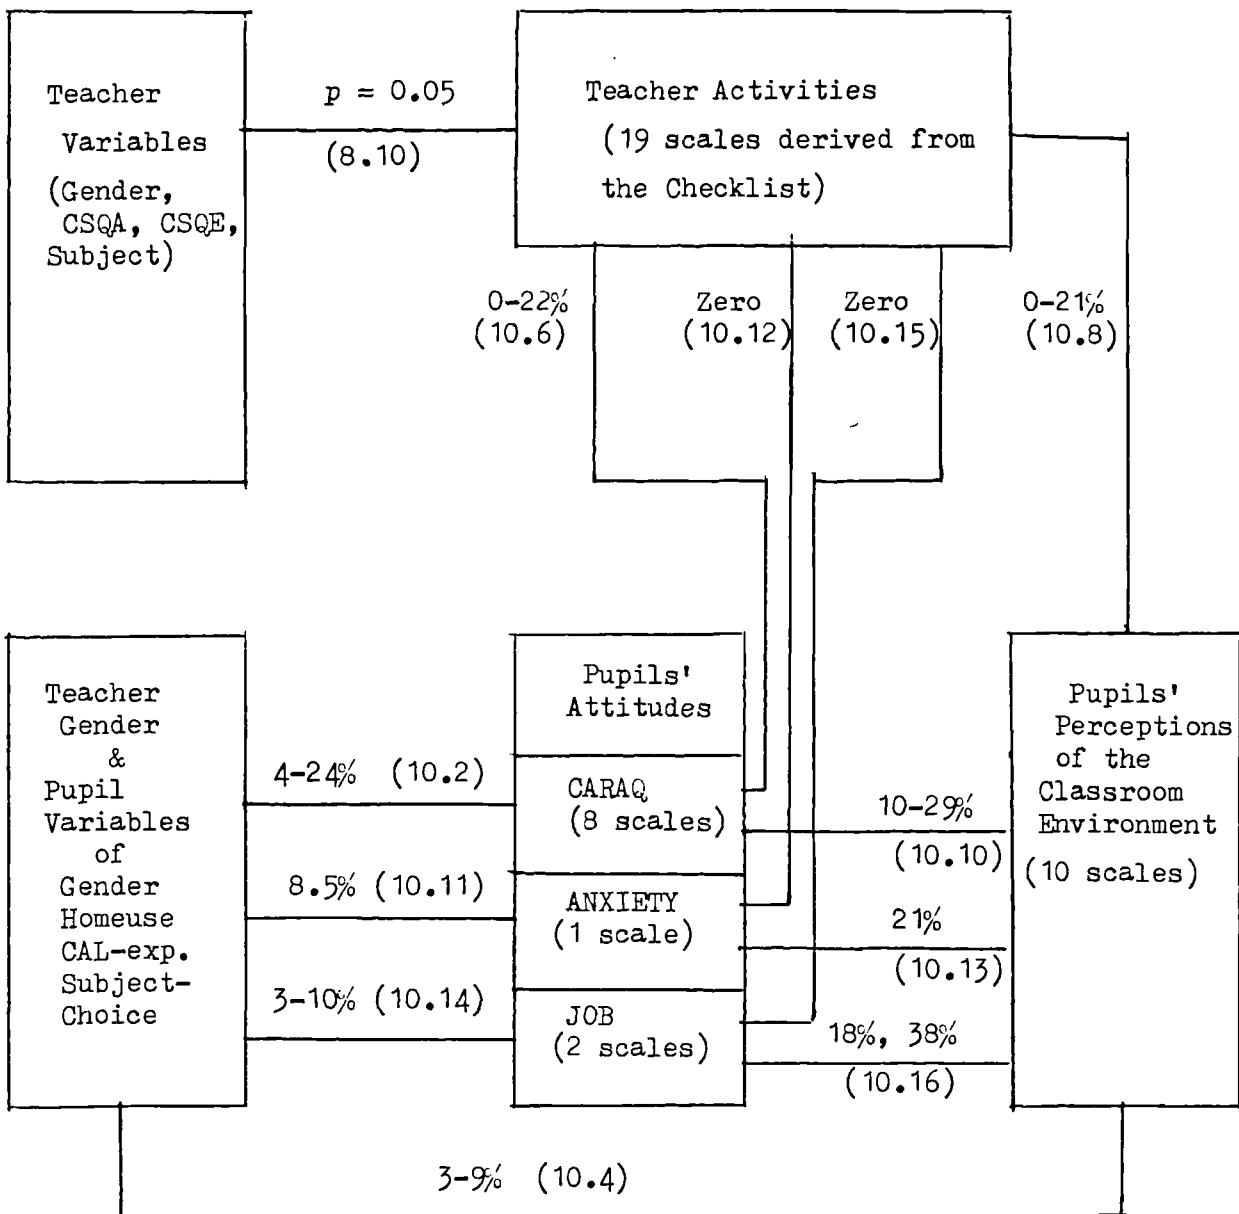 Teacher
Variables
(Gender,
CSQA, CSQE,
Subject)
p = 0.05
(8.10)
Teacher Activities
(19 scales derived from
the Checklist)
0-22%
(10.6)
Zero
(10.12)
Zero
(10.15)
0-21%
(10.8)
Teacher
Gender
&
Pupil
Variables
of
Gender
Homeuse
CAL-exp.
Subject-
Choice
4-24% (10.2)
8.5% (10.11)
3-10% (10.14)
Pupils'
Attitudes
CARAQ
(8 scales)
ANXIETY
(1 scale)
JOB
(2 scales)
10-29%
(10.10)
21%
(10.13)
18%, 38%
(10.16)
Pupils'
Perceptions
of the
Classroom
Environment
(10 scales)
3-9% (10.4)